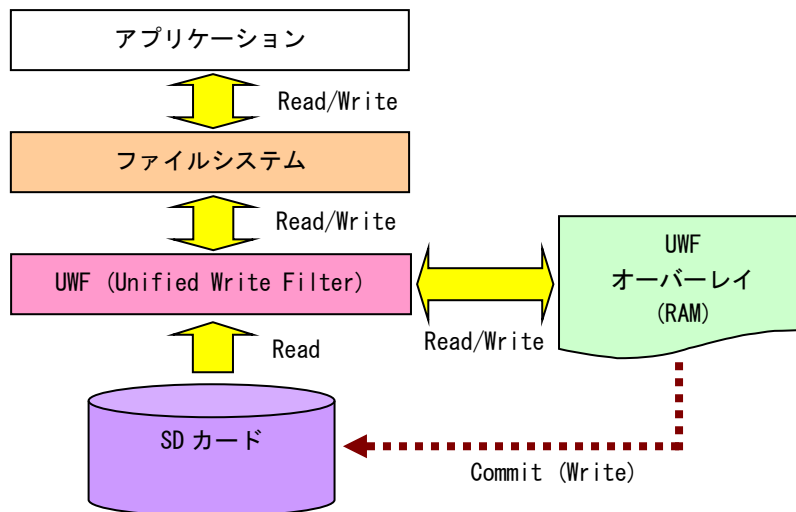 アプリケーション
Read/Write
ファイルシステム
Read/Write
UWF (Unified Write Filter)
UWF
オーバーレイ
(RAM)
Read/Write
Read
SD カード
Commit (Write)